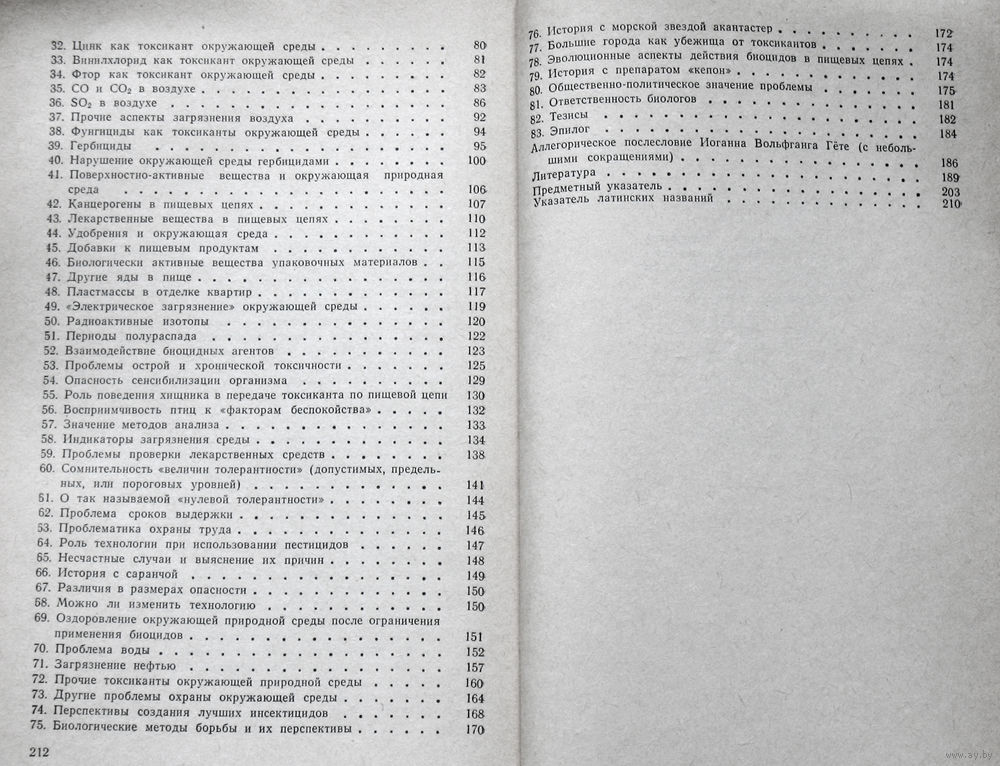 32. Цинк как токсикант окружающей среды . . . . . . . . . 80
33. Винилхлорид как токсикант окружающей среды . . . . . . 81
34. Фтор как токсикант окружающей среды . . . . . . . . . 82
35. CO и CO₂ в воздухе . . . . . . . . . . . . . . . . . 83
36. SO₂ в воздухе . . . . . . . . . . . . . . . . . . . 86
37. Прочие аспекты загрязнения воздуха . . . . . . . . . . 92
38. Фунгициды как токсиканты окружающей среды . . . . . . 94
39. Гербициды . . . . . . . . . . . . . . . . . . . . 95
40. Нарушение окружающей среды гербицидами . . . . . . . . 100
41. Поверхностно-активные вещества и окружающая природная
среда . . . . . . . . . . . . . . . . . . . . . 106
42. Канцерогены в пищевых цепях . . . . . . . . . . . . . 107
43. Лекарственные вещества в пищевых цепях . . . . . . . . 110
44. Удобрения и окружающая среда . . . . . . . . . . . . 112
45. Добавки к пищевым продуктам . . . . . . . . . . . . 113
46. Биологически активные вещества упаковочных материалов . . 115
47. Другие яды в пище . . . . . . . . . . . . . . . . . 116
48. Пластмассы в отделке квартир . . . . . . . . . . . . . 117
49. «Электрическое загрязнение» окружающей среды . . . . . . 119
50. Радиоактивные изотопы . . . . . . . . . . . . . . . 120
51. Периоды полураспада . . . . . . . . . . . . . . . . 122
52. Взаимодействие биоцидных агентов . . . . . . . . . . . 123
53. Проблемы острой и хронической токсичности . . . . . . . 125
54. Опасность сенсибилизации организма . . . . . . . . . . 129
55. Роль поведения хищника в передаче токсиканта по пищевой цепи 130
56. Восприимчивость птиц к «факторам беспокойства» . . . . . 132
57. Значение методов анализа . . . . . . . . . . . . . . . 133
58. Индикаторы загрязнения среды . . . . . . . . . . . . . 134
59. Проблемы проверки лекарственных средств . . . . . . . . 138
60. Сомнительность «величин толерантности» (допустимых, предель-
ных, или пороговых уровней) . . . . . . . . . . . . . 141
61. О так называемой «нулевой толерантности» . . . . . . . . 144
62. Проблема сроков выдержки . . . . . . . . . . . . . . 145
63. Проблематика охраны труда . . . . . . . . . . . . . . 146
64. Роль технологии при использовании пестицидов . . . . . . 147
65. Несчастные случаи и выяснение их причин . . . . . . . . 148
66. История с саранчой . . . . . . . . . . . . . . . . . 149
67. Различия в размерах опасности . . . . . . . . . . . . . 150
68. Можно ли изменить технологию . . . . . . . . . . . . 150
69. Оздоровление окружающей природной среды после ограничения
применения биоцидов . . . . . . . . . . . . . . . . . 151
70. Проблема воды . . . . . . . . . . . . . . . . . . . 152
71. Загрязнение нефтью . . . . . . . . . . . . . . . . . 157
72. Прочие токсиканты окружающей природной среды . . . . . 160
73. Другие проблемы охраны окружающей среды . . . . . . . 164
74. Перспективы создания лучших инсектицидов . . . . . . . 168
75. Биологические методы борьбы и их перспективы . . . . . . 170
212
76. История с морской звездой акантастер . . . . . . . . . 172
77. Большие города как убежища от токсикантов . . . . . . . 174
78. Эволюционные аспекты действия биоцидов в пищевых цепях . 174
79. История с препаратом «кепон» . . . . . . . . . . . . . 174
80. Общественно-политическое значение проблемы . . . . . . 175
81. Ответственность биологов . . . . . . . . . . . . . . . 181
82. Тезисы . . . . . . . . . . . . . . . . . . . . . 182
83. Эпилог . . . . . . . . . . . . . . . . . . . . . 184
Аллегорическое послесловие Иоганна Вольфганга Гёте (с неболь-
шими сокращениями) . . . . . . . . . . . . . . . . . 186
Литература . . . . . . . . . . . . . . . . . . . . . 189
Предметный указатель . . . . . . . . . . . . . . . . . 203
Указатель латинских названий . . . . . . . . . . . . . . 210
www.ay.by